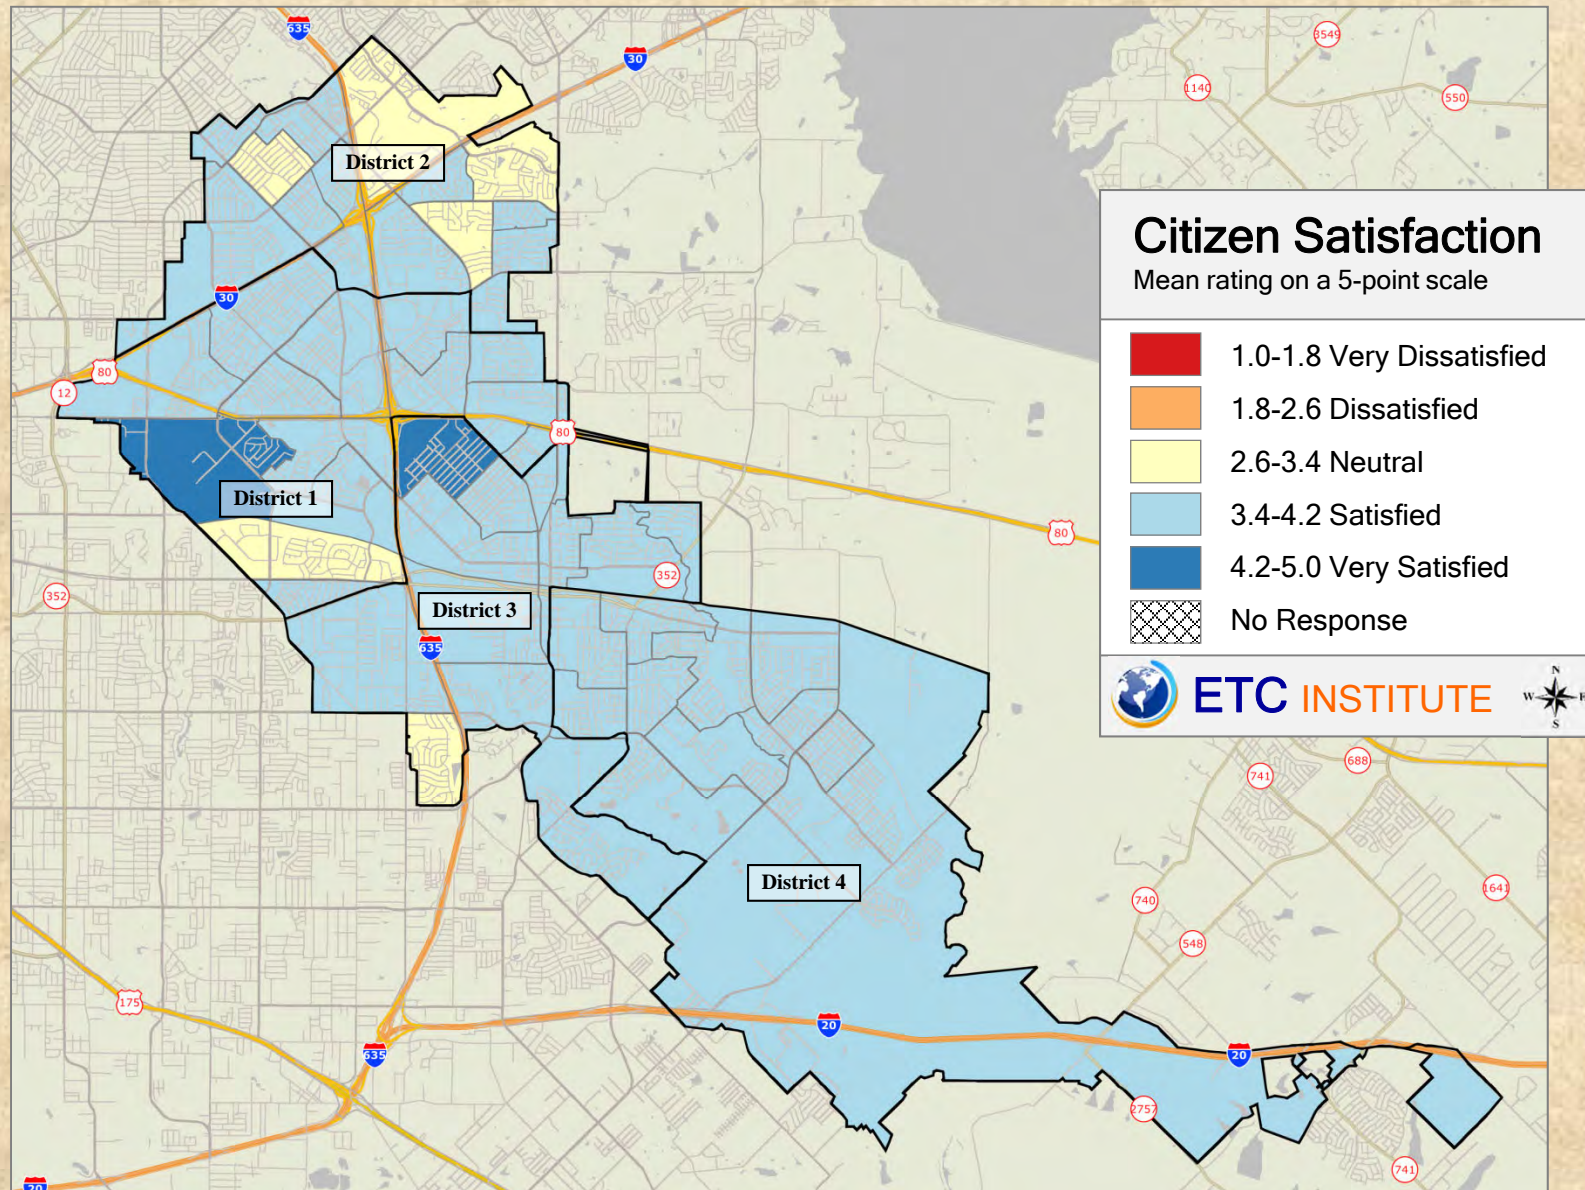 635
30
3549
1140
550
District 2
Citizen Satisfaction
Mean rating on a 5-point scale
30
1.0-1.8 Very Dissatisfied
80
12
1.8-2.6 Dissatisfied
80
2.6-3.4 Neutral
District 1
3.4-4.2 Satisfied
80
352
4.2-5.0 Very Satisfied
352
District 3
No Response
635
N
W E
S
ETC INSTITUTE
688
741
District 4
1641
740
548
175
20
635
20
2757
741
20